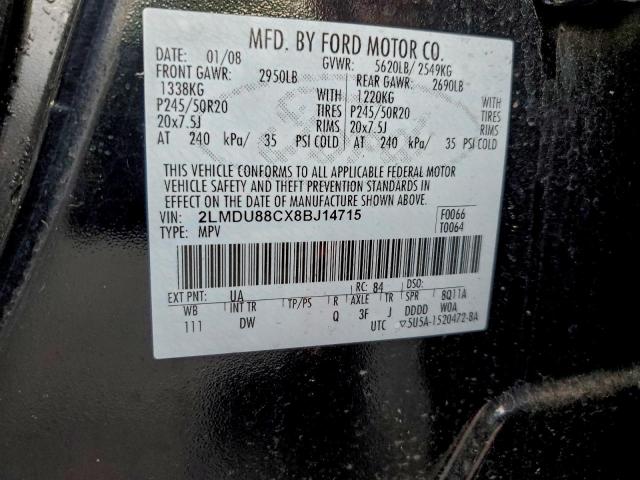 MFD. BY FORD MOTOR CO.
DATE: 01/08 GVWR: 5620LB/ 2549KG
FRONT GAWR: 2950LB REAR GAWR: 2690LB
1338KG WITH 1220KG WITH
P245/50R20 TIRES P245/50R20 TIRES
20x7.5J RIMS 20x7.5J RIMS
AT 240 kPa/ 35 PSI COLD AT 240 kPa/ 35 PSI COLD
THIS VEHICLE CONFORMS TO ALL APPLICABLE FEDERAL MOTOR
VEHICLE SAFETY AND THEFT PREVENTION STANDARDS IN
EFFECT ON THE DATE OF MANUFACTURE SHOWN ABOVE.
VIN: 2LMDU88CX8BJ14715 F0066
TYPE: MPV T0064
EXT PNT: UA RC: 84 DSO:
WB INT TR TP/PS R AXLE TR SPR 8Q11A
111 DW Q 3F J DDDD W0A
UTC ▽5U5A-1520472-BA